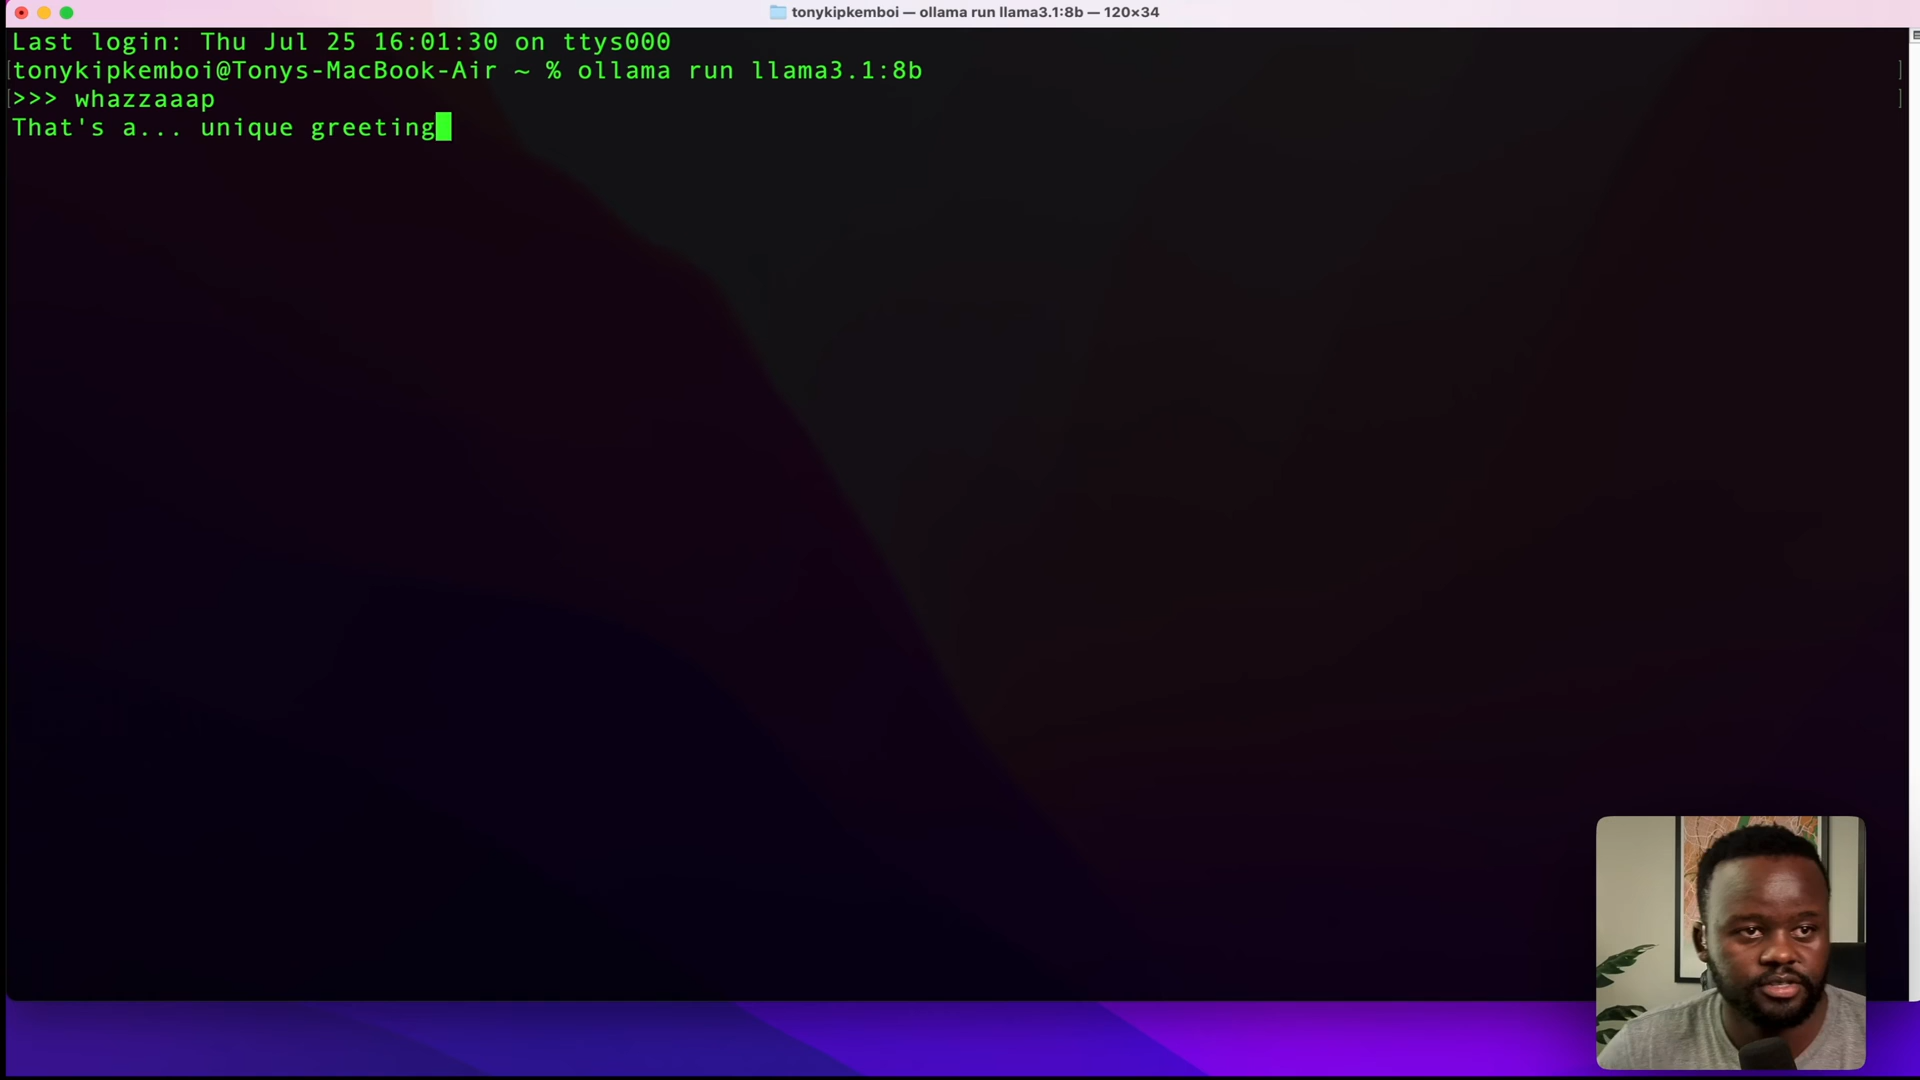 tonykipkemboi — ollama run llama3.1:8b — 120×34
Last login: Thu Jul 25 16:01:30 on ttys000
[tonykipkemboi@Tonys-MacBook-Air ~ % ollama run llama3.1:8b ]
[>>> whazzaaap ]
That's a... unique greeting